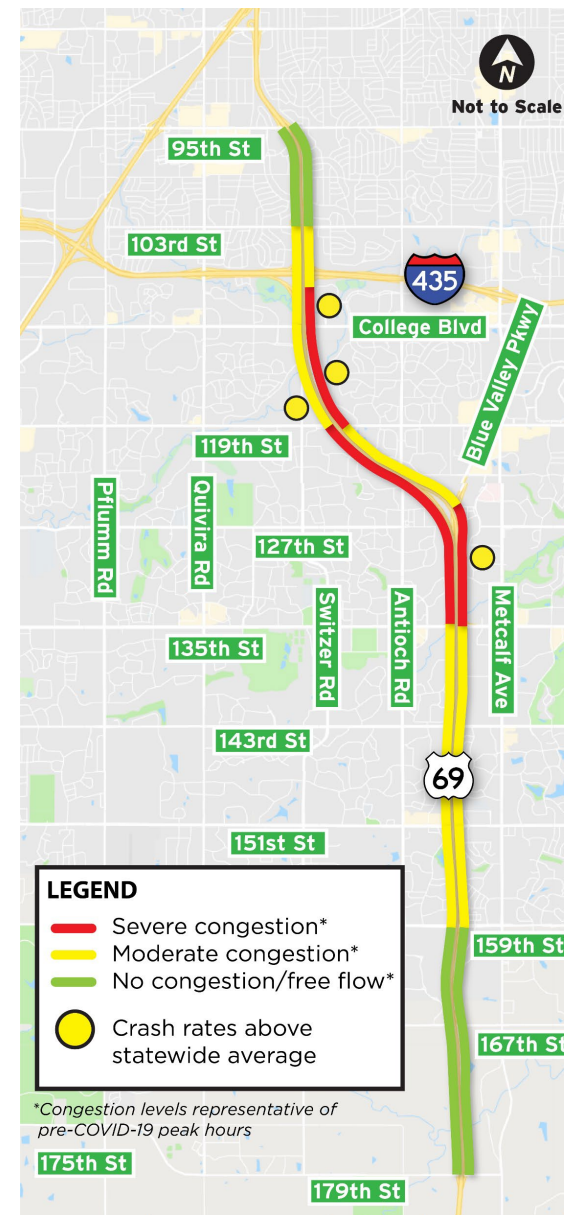 N
Not to Scale
95th St
103rd St
435
College Blvd
Blue Valley Pkwy
119th St
Pflumm Rd
Quivira Rd
127th St
Switzer Rd
Antioch Rd
Metcalf Ave
135th St
143rd St
69
151st St
LEGEND
Severe congestion*
Moderate congestion*
No congestion/free flow*
Crash rates above
statewide average
159th St
167th St
*Congestion levels representative of
pre-COVID-19 peak hours
175th St
179th St